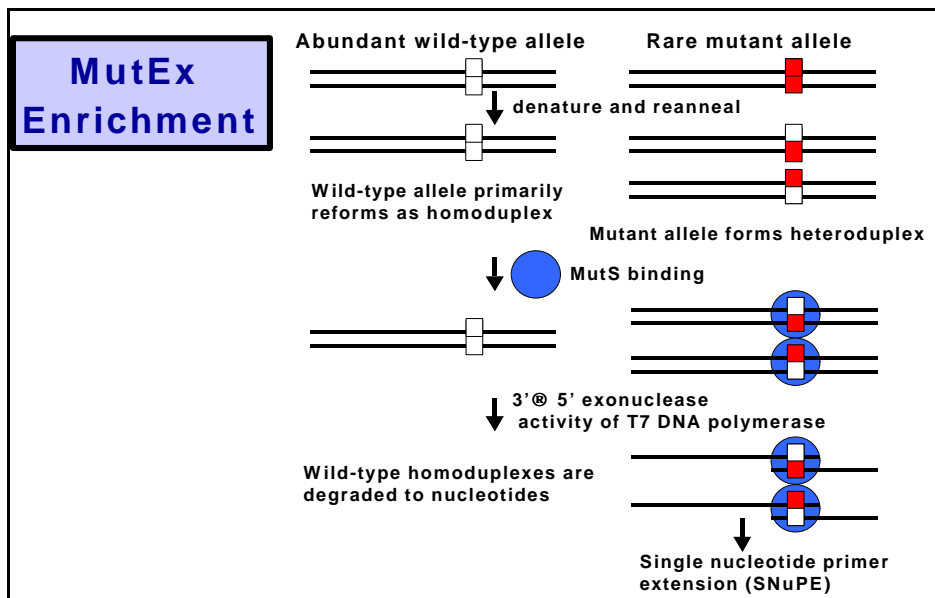 MutEx
Enrichment
Abundant wild-type allele
Rare mutant allele
denature and reanneal
Wild-type allele primarily
reforms as homoduplex
Mutant allele forms heteroduplex
MutS binding
3’® 5’ exonuclease
activity of T7 DNA polymerase
Wild-type homoduplexes are
degraded to nucleotides
Single nucleotide primer
extension (SNuPE)